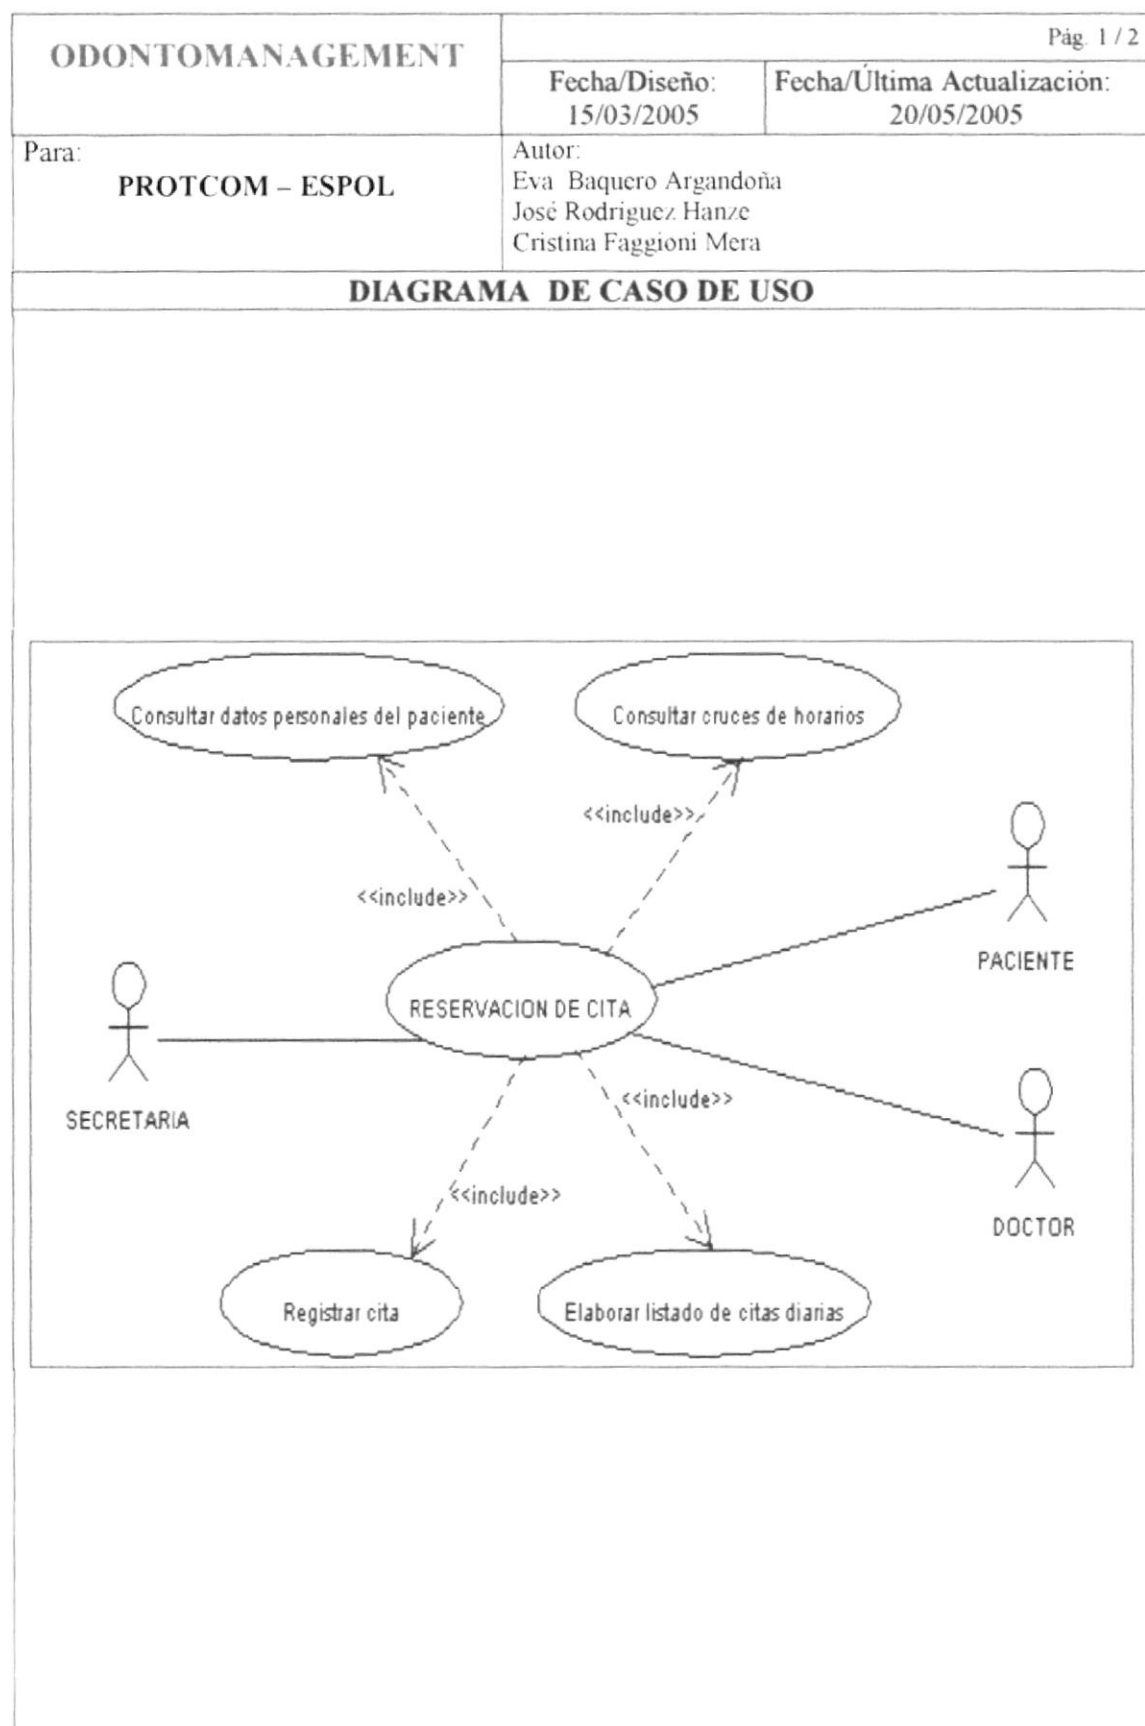 ODONTOMANAGEMENT
Pág. 1 / 2
Fecha/Diseño:
15/03/2005
Fecha/Última Actualización:
20/05/2005
Para:
PROTCOM – ESPOL
Autor:
Eva Baquero Argandoña
José Rodriguez Hanze
Cristina Faggioni Mera
DIAGRAMA DE CASO DE USO
Consultar datos personales del paciente
Consultar cruces de horarios
<<include>>
<<include>>
PACIENTE
RESERVACION DE CITA
SECRETARIA
<<include>>
<<include>>
DOCTOR
Registrar cita
Elaborar listado de citas diarias